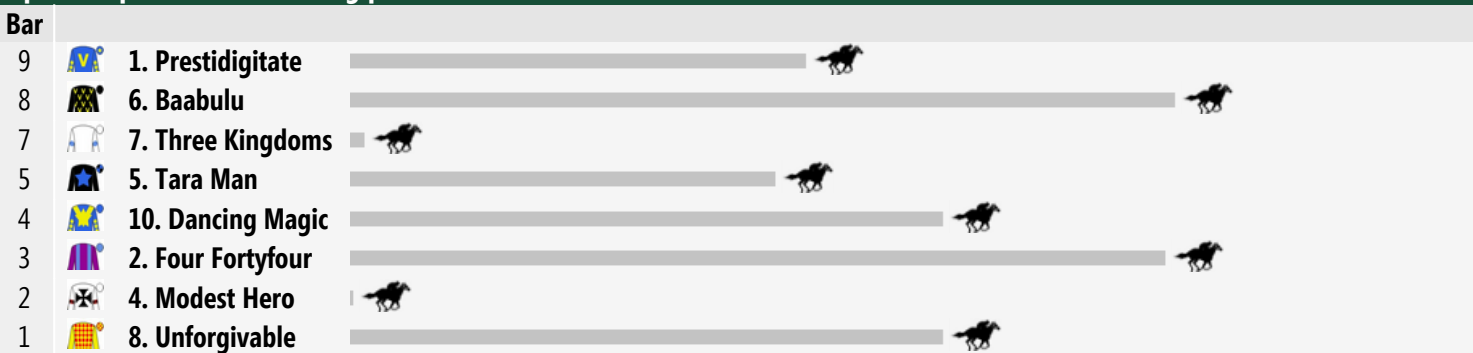 Bar
9 V 1. Prestidigitate
8 6. Baabulu
7 7. Three Kingdoms
5 5. Tara Man
4 10. Dancing Magic
3 2. Four Fortyfour
2 4. Modest Hero
1 8. Unforgivable